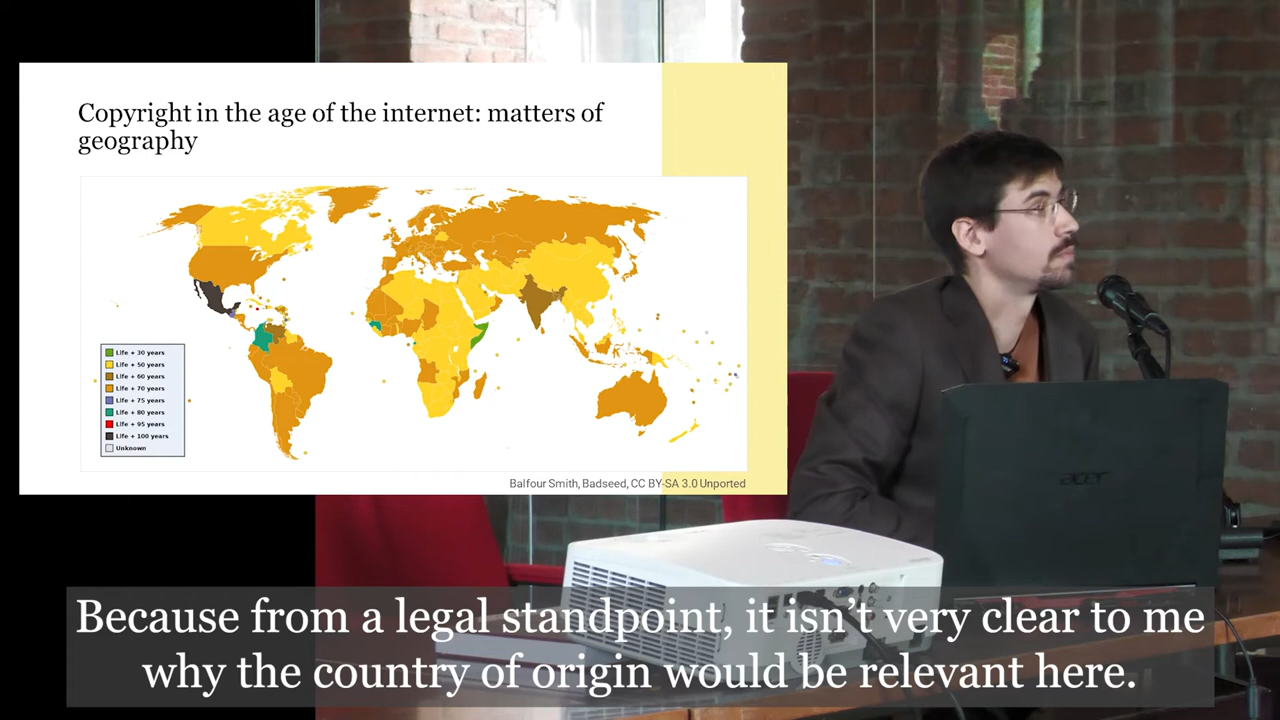 Copyright in the age of the internet: matters of
geography
Life + 30 years
Life + 50 years
Life + 60 years
Life + 70 years
Life + 75 years
Life + 80 years
Life + 95 years
Life + 100 years
Unknown
Balfour Smith, Badseed, CC BY-SA 3.0 Unported
acer
Because from a legal standpoint, it isn’t very clear to me
why the country of origin would be relevant here.